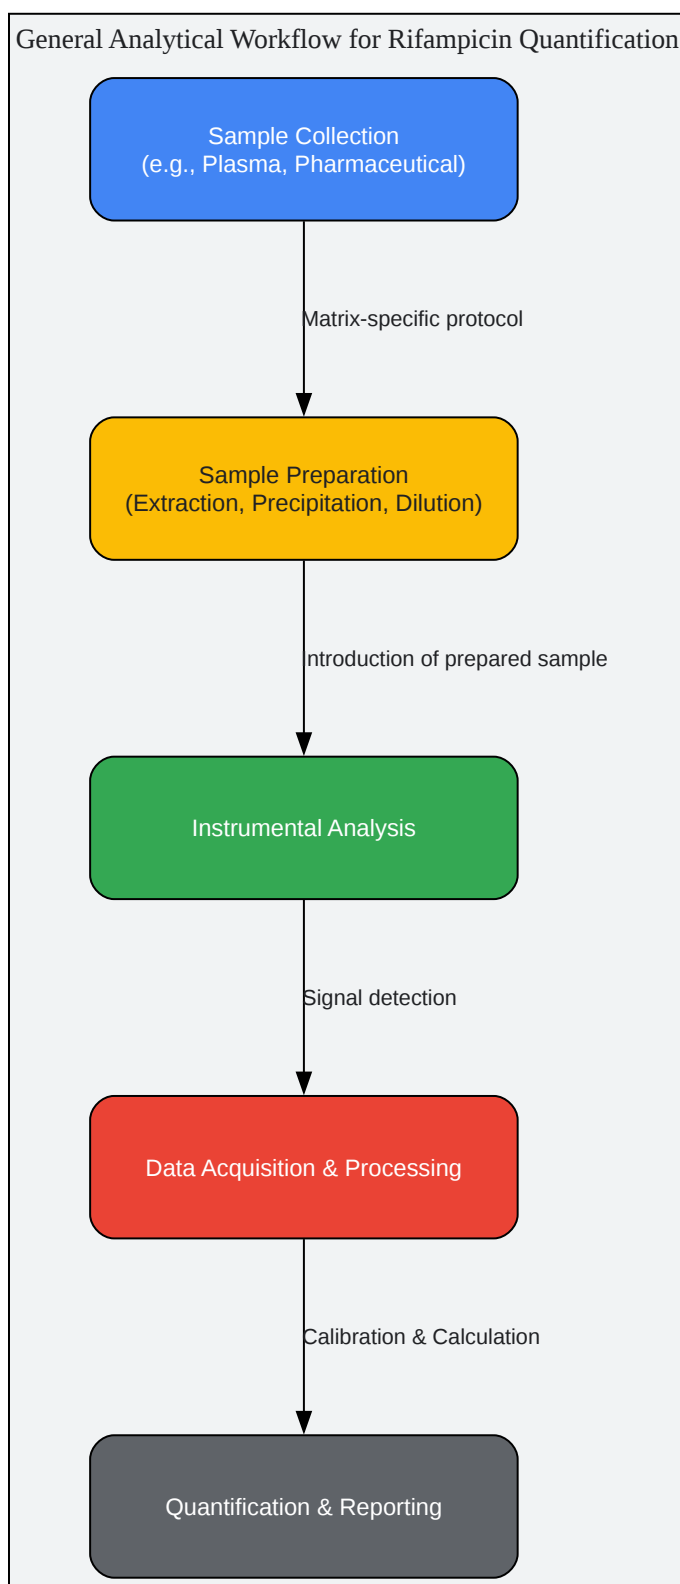 General Analytical Workflow for Rifampicin Quantification
Sample Collection
(e.g., Plasma, Pharmaceutical)
Matrix-specific protocol
Sample Preparation
(Extraction, Precipitation, Dilution)
Introduction of prepared sample
Instrumental Analysis
Signal detection
Data Acquisition & Processing
Calibration & Calculation
Quantification & Reporting